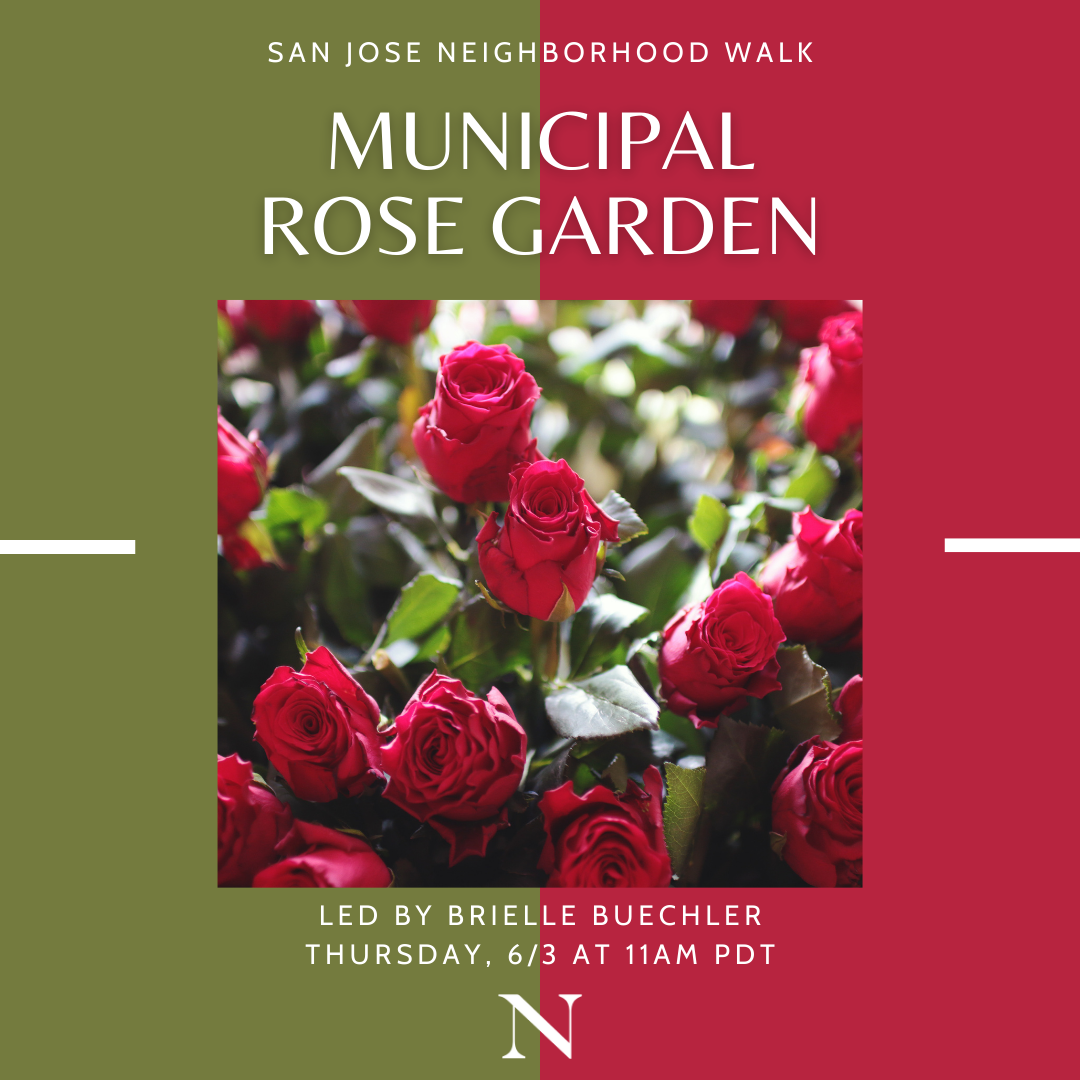 SAN JOSE NEIGHBORHOOD WALK
MUNICIPAL
ROSE GARDEN
LED BY BRIELLE BUECHLER
THURSDAY, 6/3 AT 11AM PDT
N